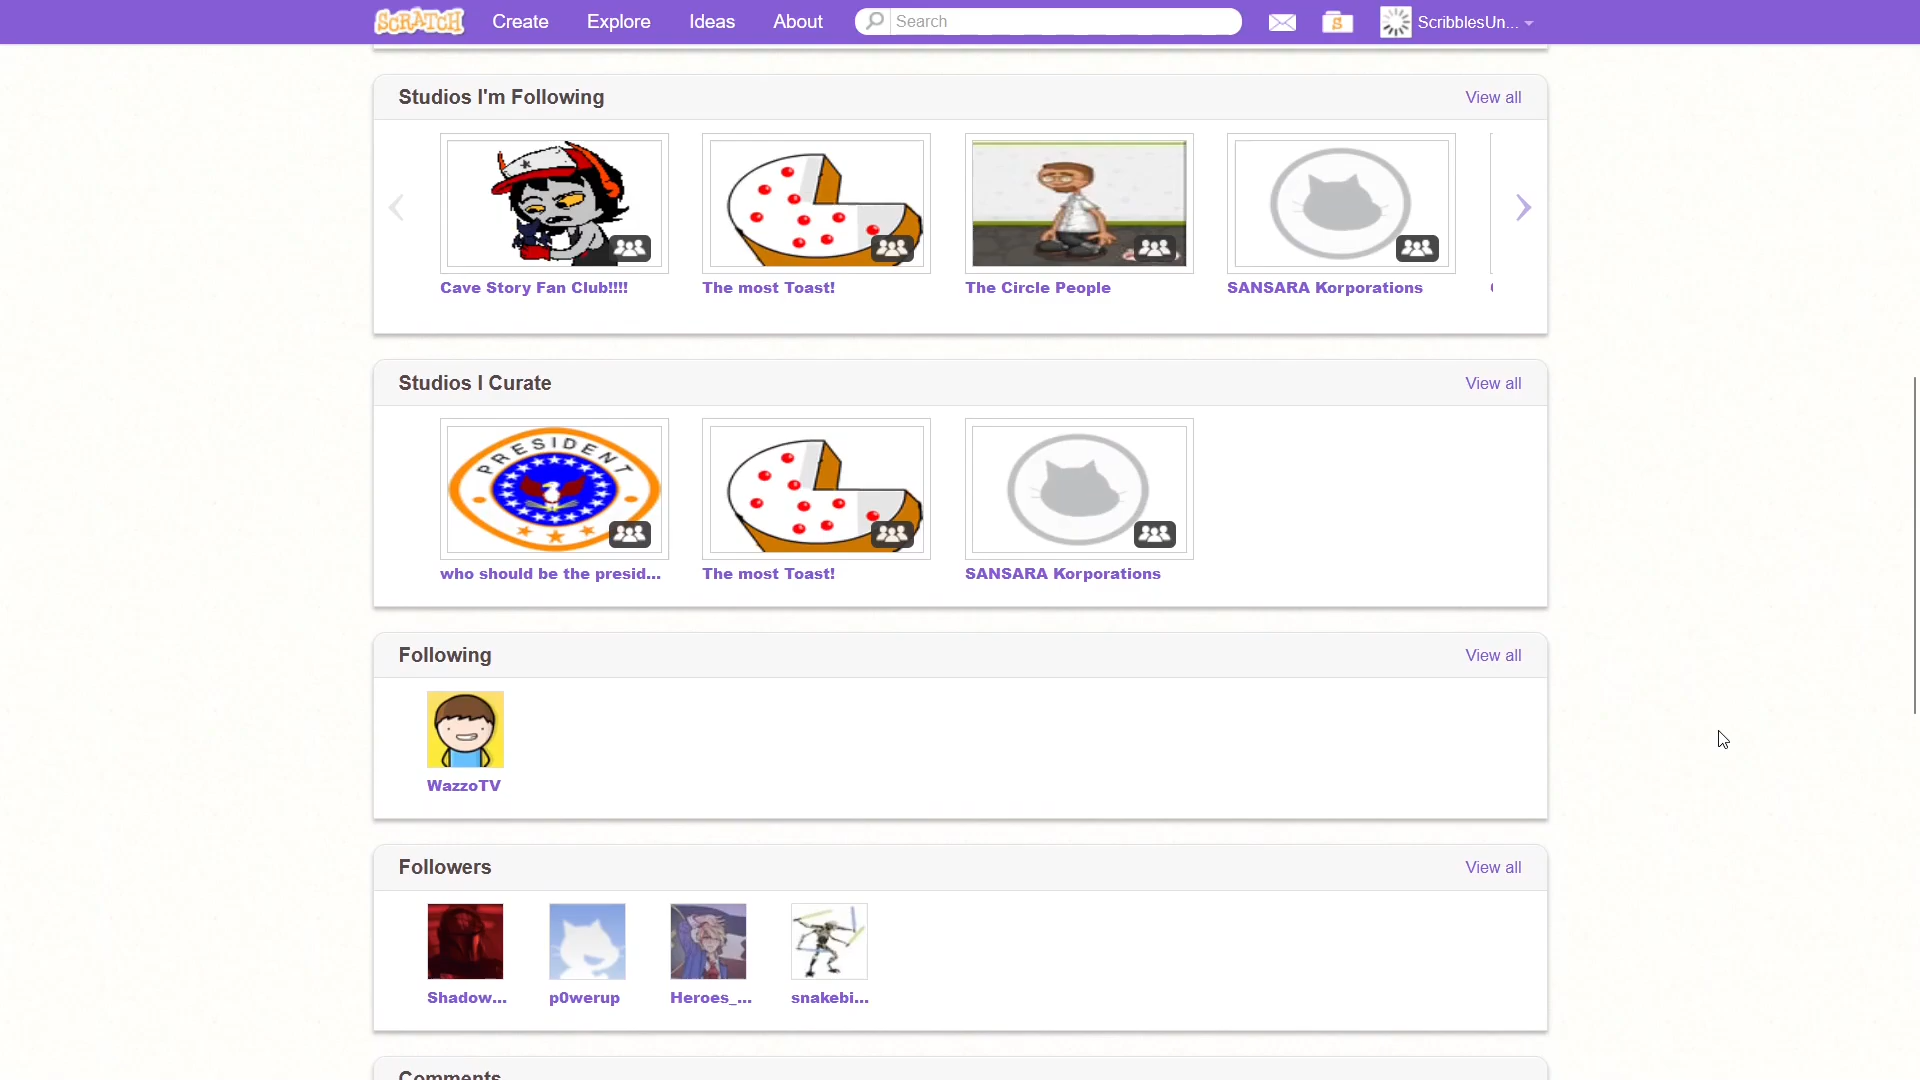 SCRATCH Create Explore Ideas About Search S ScribblesUn...
Studios I'm Following View all
Cave Story Fan Club!!!! The most Toast! The Circle People SANSARA Korporations
Studios I Curate View all
PRESIDENT
who should be the presid... The most Toast! SANSARA Korporations
Following View all
WazzoTV
Followers View all
Shadow... p0werup Heroes_... snakebi...
Comments